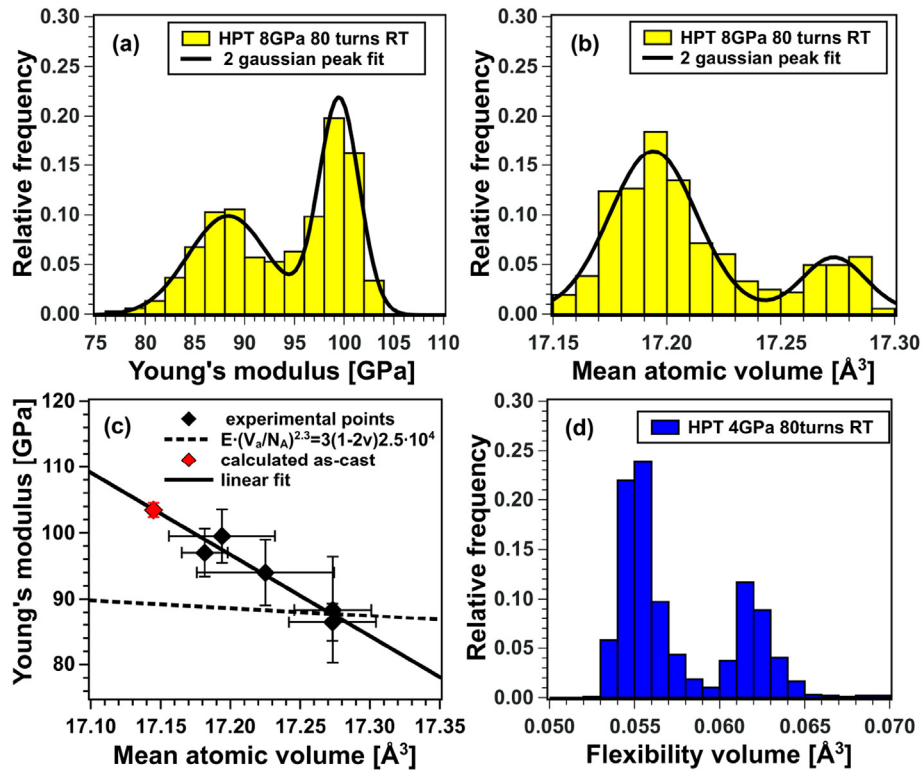 (a)
HPT 8GPa 80 turns RT
2 gaussian peak fit
Relative frequency
0.30
0.25
0.20
0.15
0.10
0.05
0.00
75 80 85 90 95 100 105 110
Young's modulus [GPa]
(b)
HPT 8GPa 80 turns RT
2 gaussian peak fit
Relative frequency
0.30
0.25
0.20
0.15
0.10
0.05
0.00
17.15 17.20 17.25 17.30
Mean atomic volume [Å³]
(c)
experimental points
E·(Vₐ/N_A)²·³=3(1-2ν)2.5·10⁴
calculated as-cast
linear fit
Young's modulus [GPa]
120
110
100
90
80
17.10 17.15 17.20 17.25 17.30 17.35
Mean atomic volume [Å³]
(d)
HPT 4GPa 80turns RT
Relative frequency
0.30
0.25
0.20
0.15
0.10
0.05
0.00
0.050 0.055 0.060 0.065 0.070
Flexibility volume [Å³]